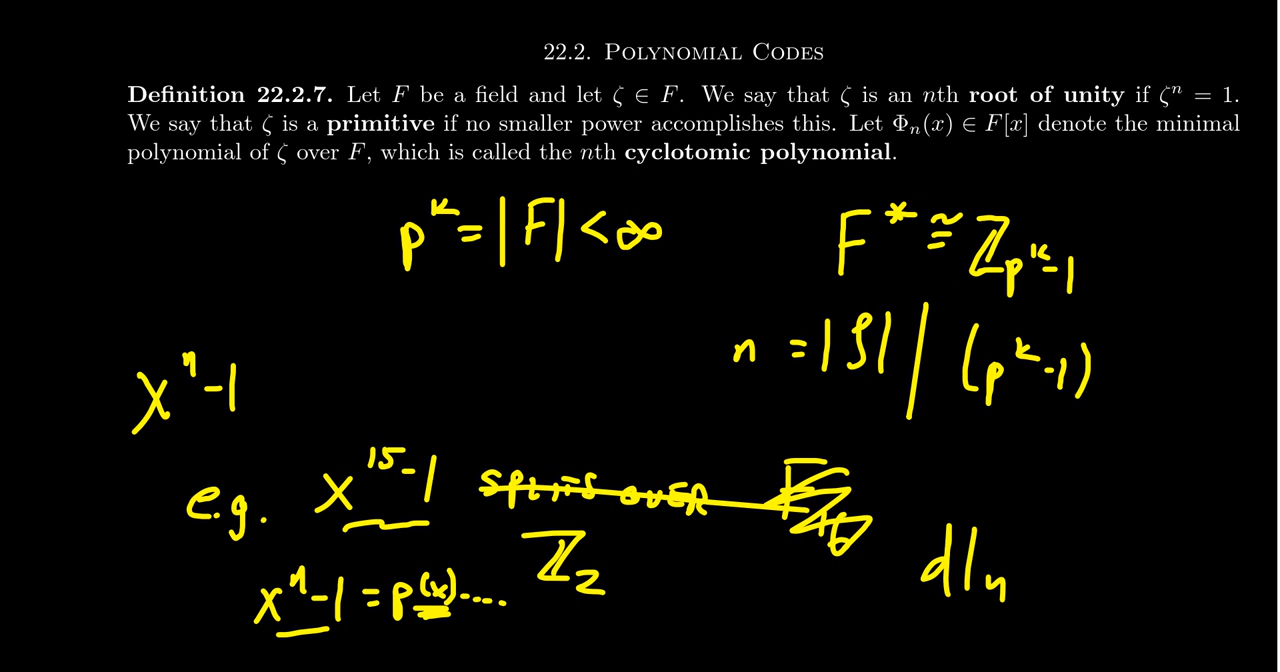 22.2. POLYNOMIAL CODES
Definition 22.2.7. Let F be a field and let ζ ∈ F. We say that ζ is an nth root of unity if ζⁿ = 1.
We say that ζ is a primitive if no smaller power accomplishes this. Let Φₙ(x) ∈ F[x] denote the minimal
polynomial of ζ over F, which is called the nth cyclotomic polynomial.
pᵏ = |F| < ∞
F* ≅ ℤ_{pᵏ-1}
n = |ζ| | (pᵏ-1)
xⁿ-1
e.g. x¹⁵-1 SPLITS OVER
ℤ₂
d|n
xⁿ-1 = p(x)....